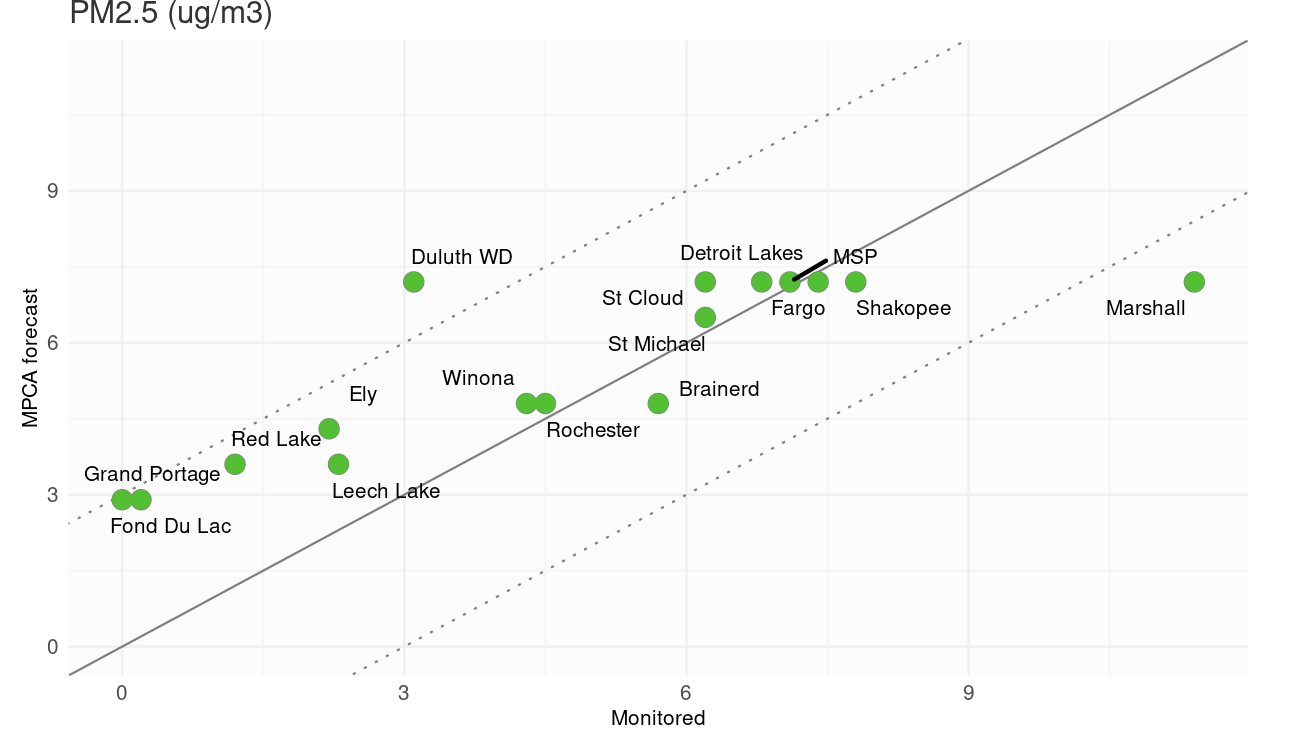 PM2.5 (ug/m3)
MPCA forecast
9
6
3
0
Duluth WD
Detroit Lakes
MSP
St Cloud
Fargo
Shakopee
Marshall
St Michael
Winona
Ely
Brainerd
Rochester
Red Lake
Grand Portage
Leech Lake
Fond Du Lac
0
3
6
9
Monitored